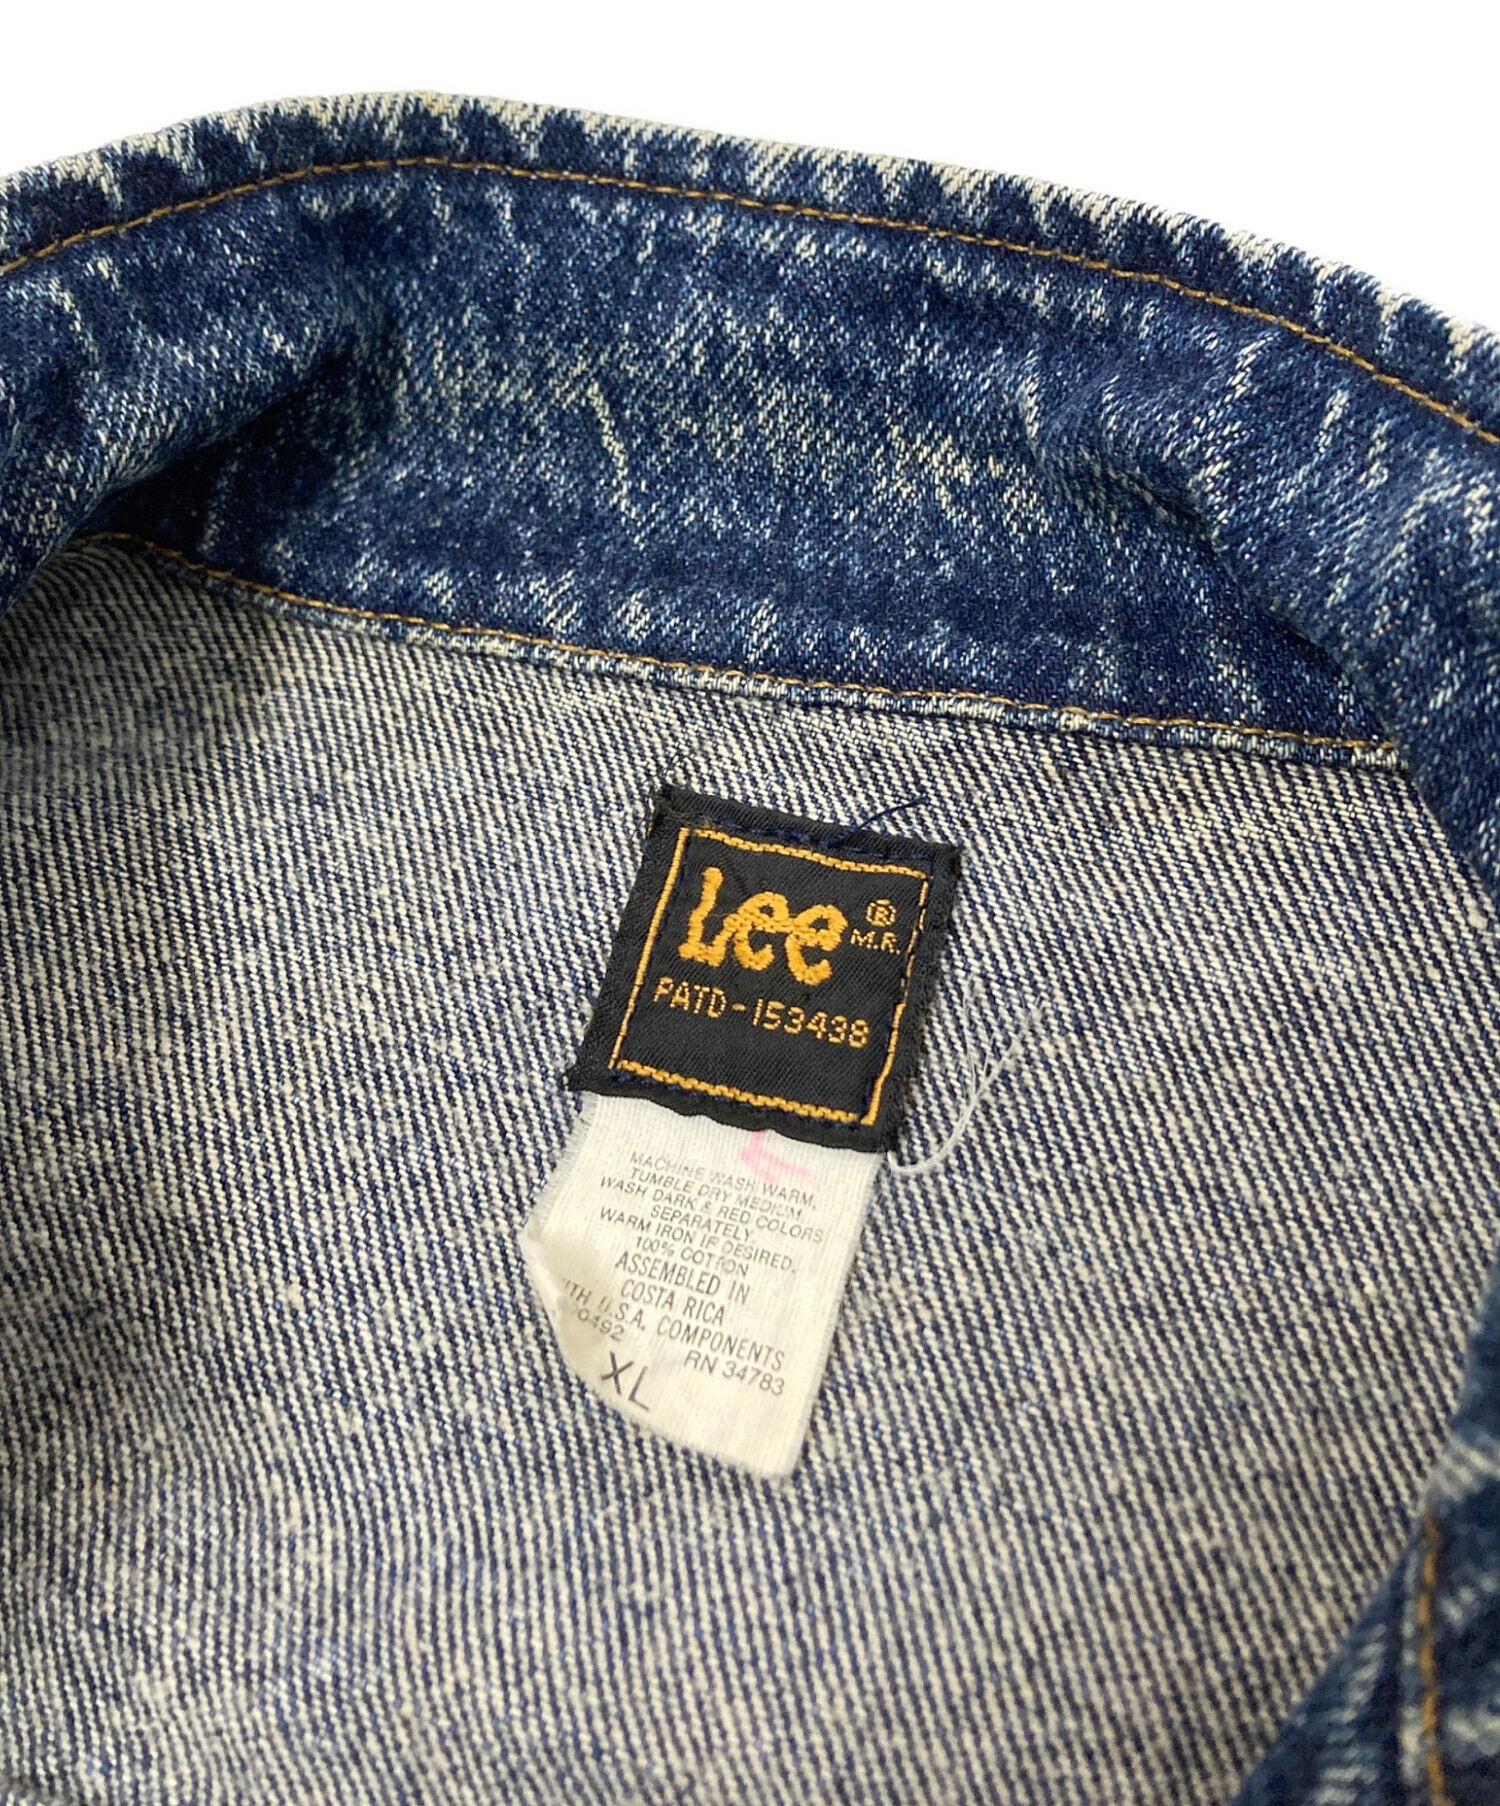 Lee ® M.R.
PATD-153438
MACHINE WASH WARM,
TUMBLE DRY MEDIUM,
WASH DARK & RED COLORS
SEPARATELY.
WARM IRON IF DESIRED.
100% COTTON
ASSEMBLED IN
COSTA RICA
U.S.A. COMPONENTS
RN 34783
XL